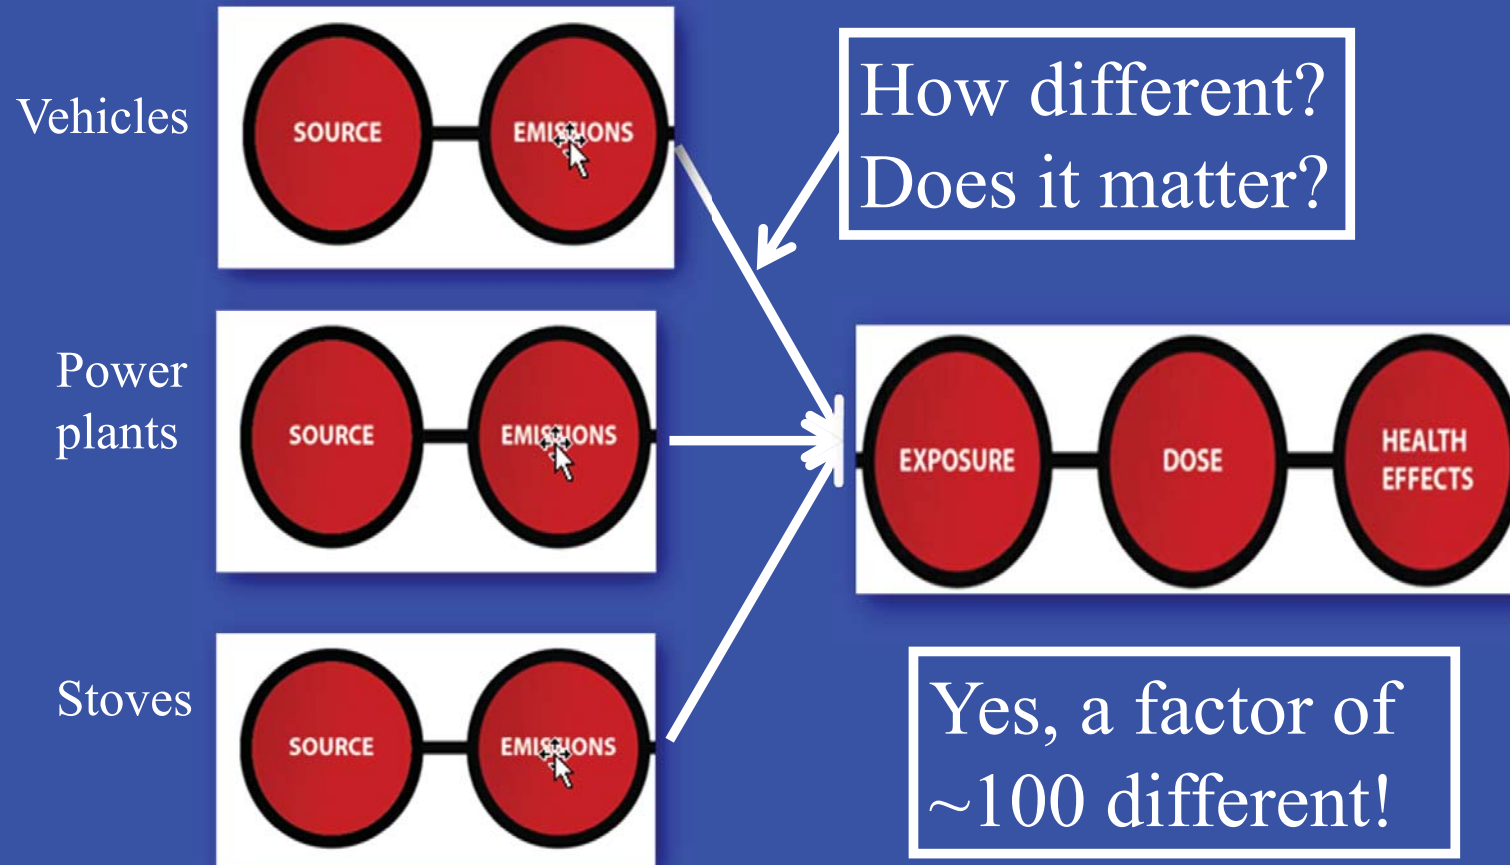 Vehicles
SOURCE
EMISSIONS
How different?
Does it matter?
Power
plants
SOURCE
EMISSIONS
EXPOSURE
DOSE
HEALTH
EFFECTS
Stoves
SOURCE
EMISSIONS
Yes, a factor of
~100 different!